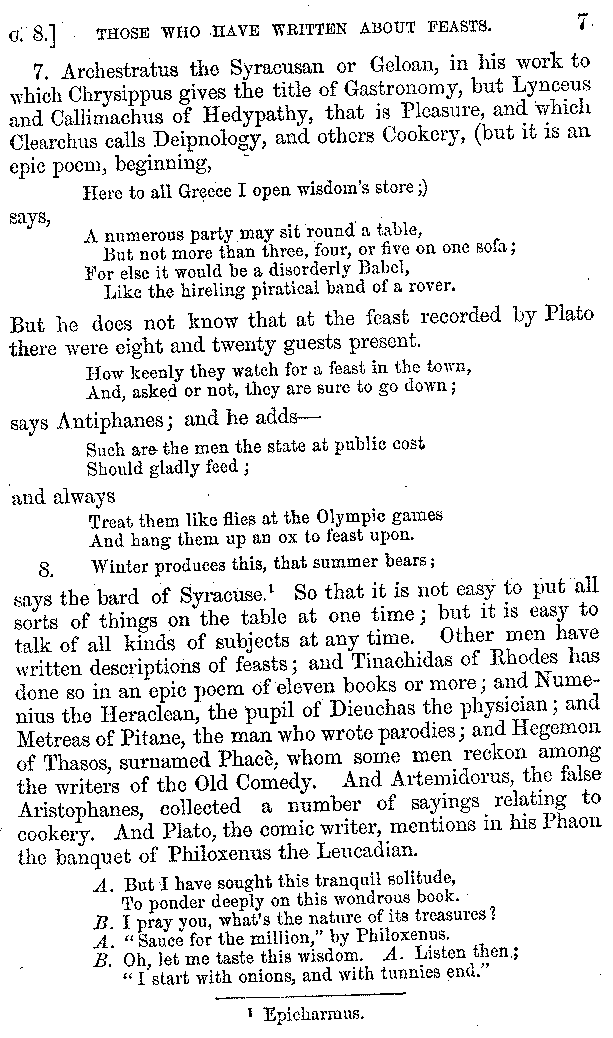 C. 8.] THOSE WHO HAVE WRITTEN ABOUT FEASTS. 7
7. Archestratus the Syracusan or Geloan, in his work to
which Chrysippus gives the title of Gastronomy, but Lynceus
and Callimachus of Hedypathy, that is Pleasure, and which
Clearchus calls Deipnology, and others Cookery, (but it is an
epic poem, beginning,
Here to all Greece I open wisdom's store;)
says,
A numerous party may sit round a table,
But not more than three, four, or five on one sofa;
For else it would be a disorderly Babel,
Like the hireling piratical band of a rover.
But he does not know that at the feast recorded by Plato
there were eight and twenty guests present.
How keenly they watch for a feast in the town,
And, asked or not, they are sure to go down;
says Antiphanes; and he adds—
Such are the men the state at public cost
Should gladly feed;
and always
Treat them like flies at the Olympic games
And hang them up an ox to feast upon.
8. Winter produces this, that summer bears;
says the bard of Syracuse.¹ So that it is not easy to put all
sorts of things on the table at one time; but it is easy to
talk of all kinds of subjects at any time. Other men have
written descriptions of feasts; and Tinachidas of Rhodes has
done so in an epic poem of eleven books or more; and Nume-
nius the Heraclean, the pupil of Dieuchas the physician; and
Metreas of Pitane, the man who wrote parodies; and Hegemon
of Thasos, surnamed Phacè, whom some men reckon among
the writers of the Old Comedy. And Artemidorus, the false
Aristophanes, collected a number of sayings relating to
cookery. And Plato, the comic writer, mentions in his Phaon
the banquet of Philoxenus the Leucadian.
A. But I have sought this tranquil solitude,
To ponder deeply on this wondrous book.
B. I pray you, what's the nature of its treasures?
A. "Sauce for the million," by Philoxenus.
B. Oh, let me taste this wisdom. A. Listen then;
"I start with onions, and with tunnies end."
¹ Epicharmus.